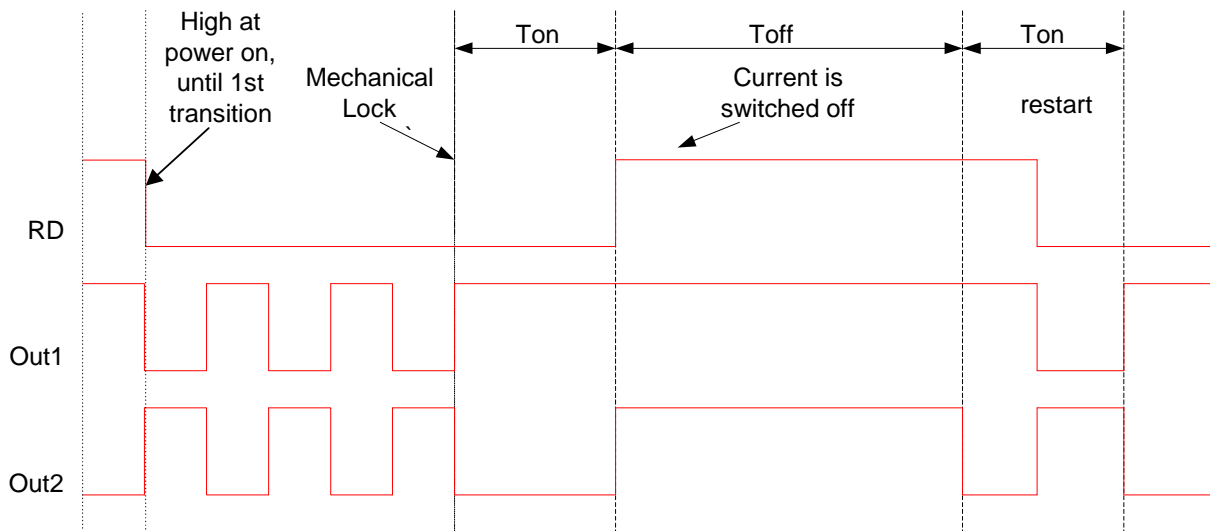 High at
power on,
until 1st
transition
Mechanical
Lock
Ton
Toff
Ton
Current is
switched off
restart
RD
Out1
Out2